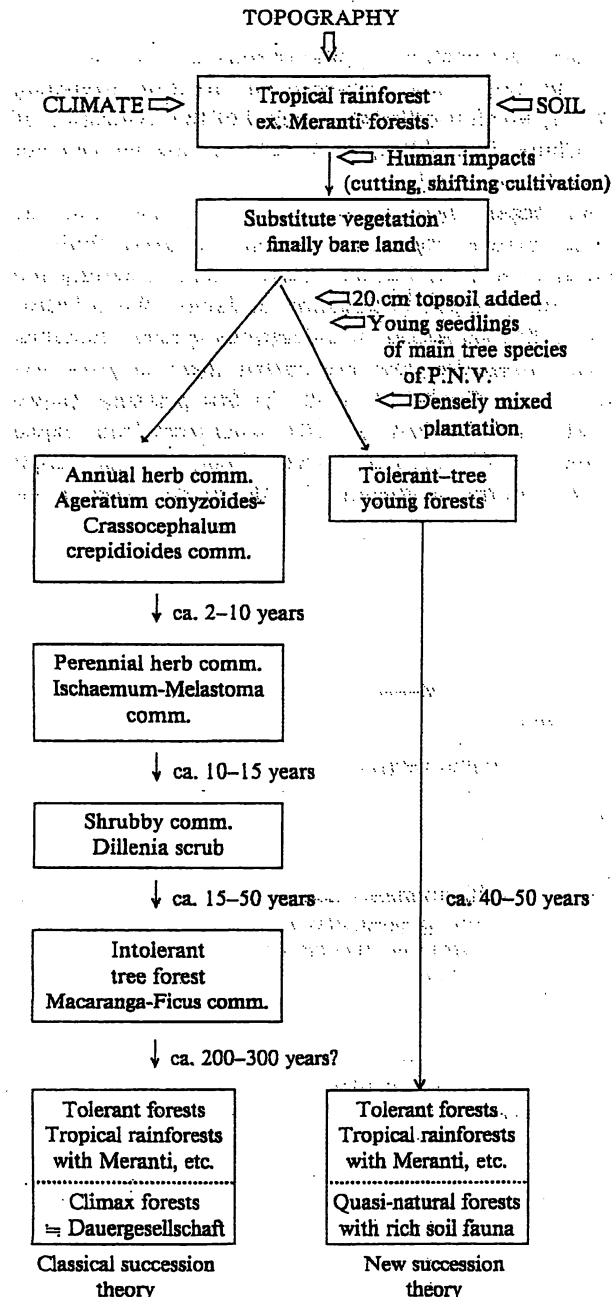 TOPOGRAPHY
CLIMATE
Tropical rainforest
ex. Meranti forests
SOIL
Human impacts
(cutting, shifting cultivation)
Substitute vegetation
finally bare land
20 cm topsoil added
Young seedlings
of main tree species
of P.N.V.
Densely mixed
plantation
Annual herb comm.
Ageratum conyzoides-
Crassocephalum
crepidioides comm.
Tolerant–tree
young forests
ca. 2–10 years
Perennial herb comm.
Ischaemum-Melastoma
comm.
ca. 10–15 years
Shrubby comm.
Dillenia scrub
ca. 15–50 years
ca. 40–50 years
Intolerant
tree forest
Macaranga-Ficus comm.
ca. 200–300 years?
Tolerant forests
Tropical rainforests
with Meranti, etc.
Climax forests
≒ Dauergesellschaft
Classical succession
theory
Tolerant forests
Tropical rainforests
with Meranti, etc.
Quasi-natural forests
with rich soil fauna
New succession
theory